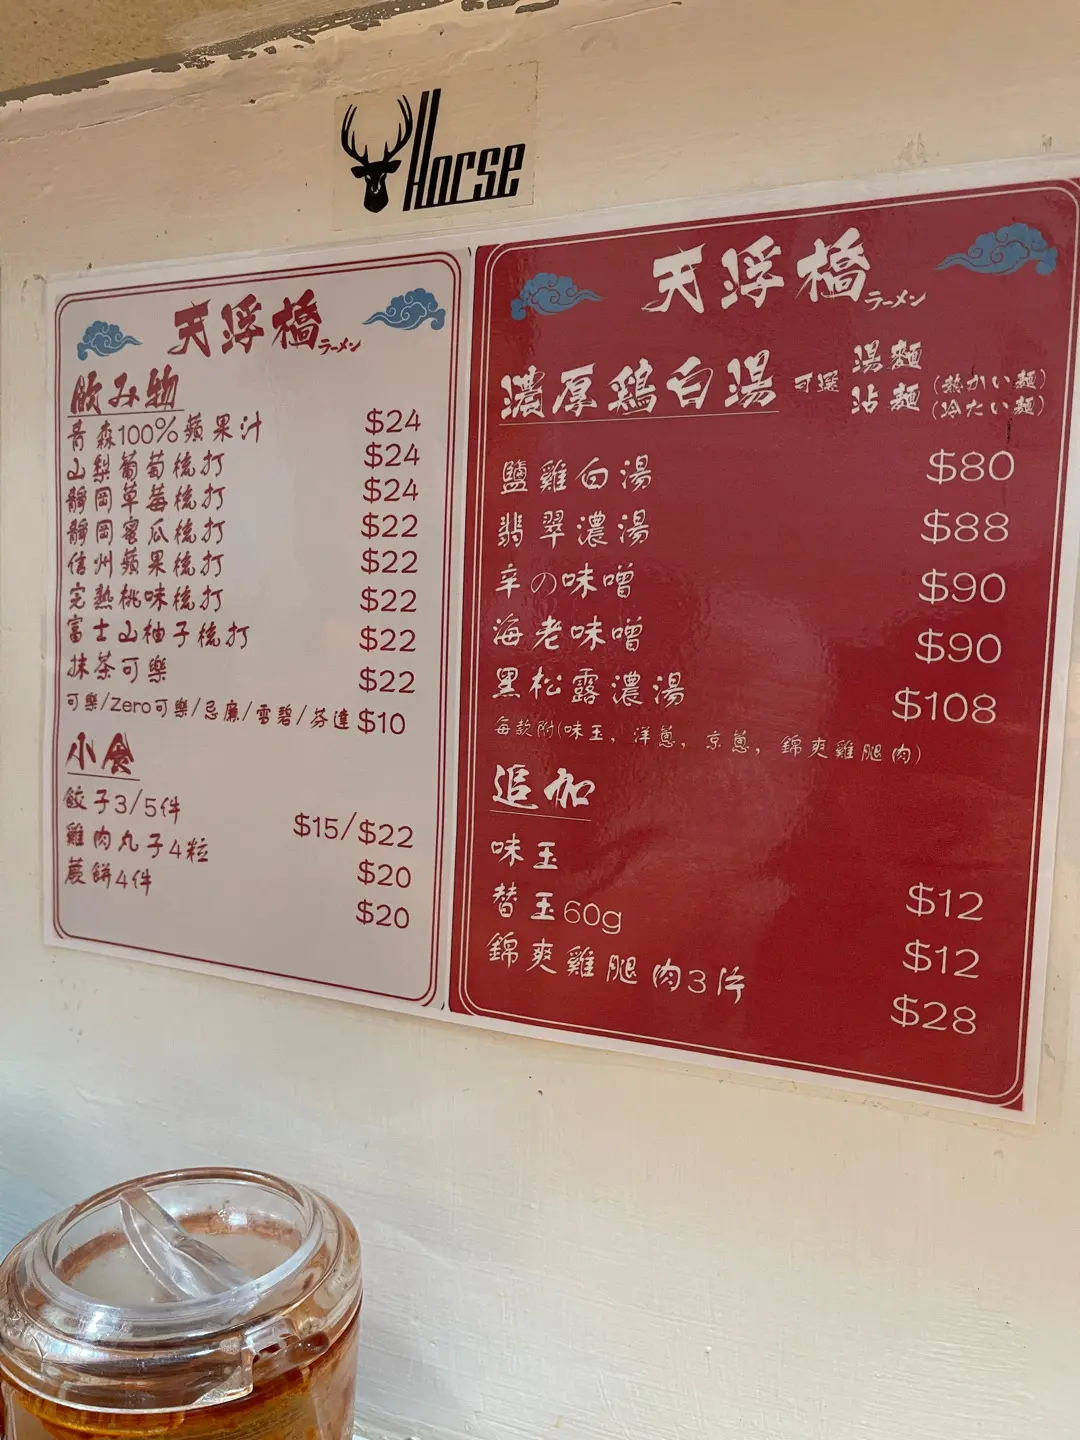 Horse
天浮橋
ラーメン
飲み物
青森100%蘋果汁 $24
山梨葡萄梳打 $24
靜岡草莓梳打 $24
靜岡蜜瓜梳打 $22
信州蘋果梳打 $22
完熟桃味梳打 $22
富士山柚子梳打 $22
抹茶可樂 $22
可樂/Zero可樂/忌廉/雪碧/芬達 $10
小食
餃子3/5件 $15/$22
雞肉丸子4粒 $20
蕨餅4件 $20
天浮橋
ラーメン
濃厚鶏白湯 可選 湯麵 (熱かい麵)
沾麵 (冷たい麵)
鹽雞白湯 $80
翡翠濃湯 $88
辛の味噌 $90
海老味噌 $90
黑松露濃湯 $108
每款附(味玉, 洋蔥, 京蔥, 錦爽雞腿肉)
追加
味玉 $12
替玉60g $12
錦爽雞腿肉3片 $28